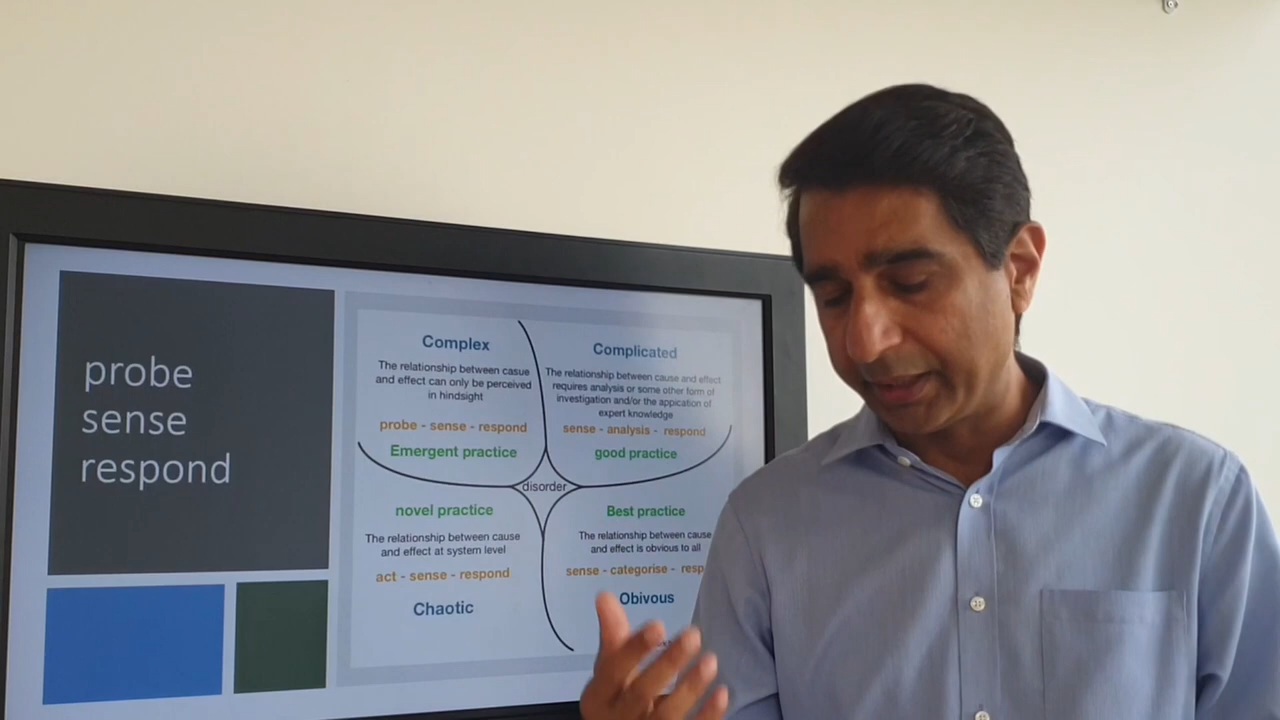 probe
sense
respond
Complex
The relationship between casue
and effect can only be perceived
in hindsight
probe - sense - respond
Emergent practice
Complicated
The relationship between cause and effect
requires analysis or some other form of
investigation and/or the appication of
expert knowledge
sense - analysis - respond
good practice
disorder
novel practice
The relationship between cause
and effect at system level
act - sense - respond
Chaotic
Best practice
The relationship between cause
and effect is obvious to all
sense - categorise - resp
Obivous